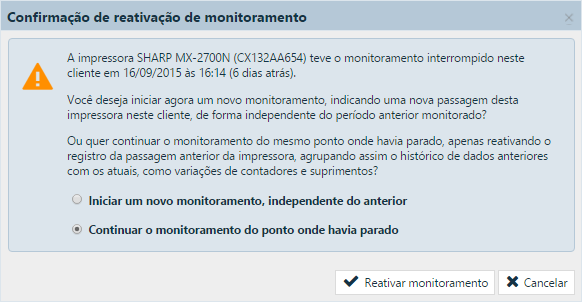 Confirmação de reativação de monitoramento
A impressora SHARP MX-2700N (CX132AA654) teve o monitoramento interrompido neste
cliente em 16/09/2015 às 16:14 (6 dias atrás).
Você deseja iniciar agora um novo monitoramento, indicando uma nova passagem desta
impressora neste cliente, de forma independente do período anterior monitorado?
Ou quer continuar o monitoramento do mesmo ponto onde havia parado, apenas reativando o
registro da passagem anterior da impressora, agrupando assim o histórico de dados anteriores
com os atuais, como variações de contadores e suprimentos?
Iniciar um novo monitoramento, independente do anterior
Continuar o monitoramento do ponto onde havia parado
Reativar monitoramento
Cancelar